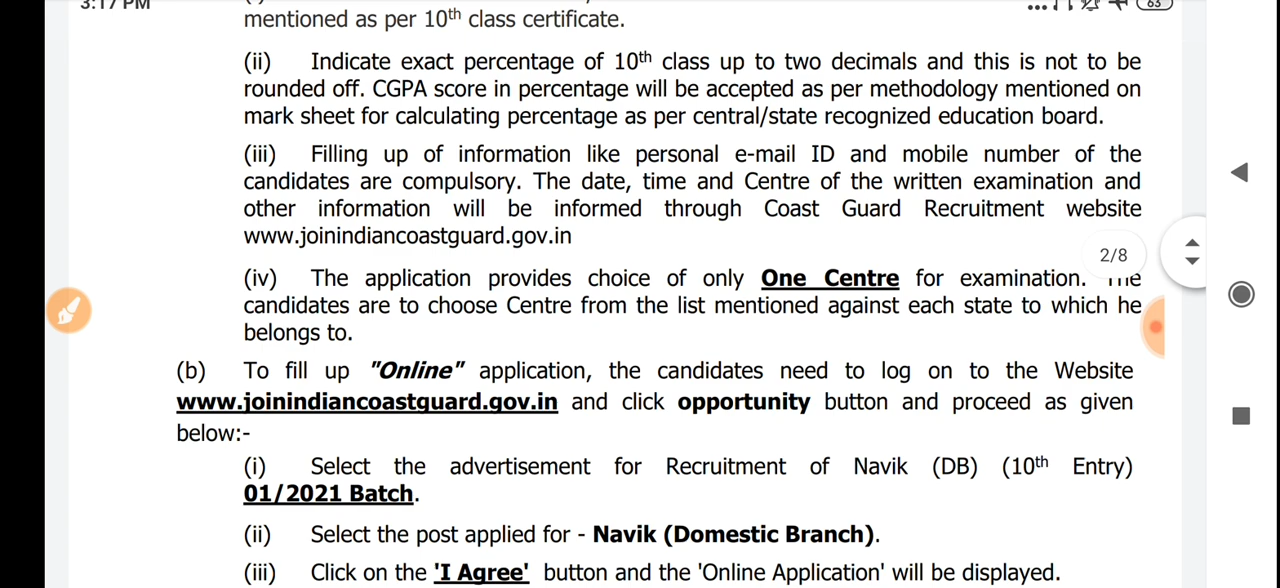 3:17 PM
63
mentioned as per 10th class certificate.
(ii) Indicate exact percentage of 10th class up to two decimals and this is not to be
rounded off. CGPA score in percentage will be accepted as per methodology mentioned on
mark sheet for calculating percentage as per central/state recognized education board.
(iii) Filling up of information like personal e-mail ID and mobile number of the
candidates are compulsory. The date, time and Centre of the written examination and
other information will be informed through Coast Guard Recruitment website
www.joinindiancoastguard.gov.in
2/8
(iv) The application provides choice of only One Centre for examination. The
candidates are to choose Centre from the list mentioned against each state to which he
belongs to.
(b) To fill up "Online" application, the candidates need to log on to the Website
www.joinindiancoastguard.gov.in and click opportunity button and proceed as given
below:-
(i) Select the advertisement for Recruitment of Navik (DB) (10th Entry)
01/2021 Batch.
(ii) Select the post applied for - Navik (Domestic Branch).
(iii) Click on the 'I Agree' button and the 'Online Application' will be displayed.